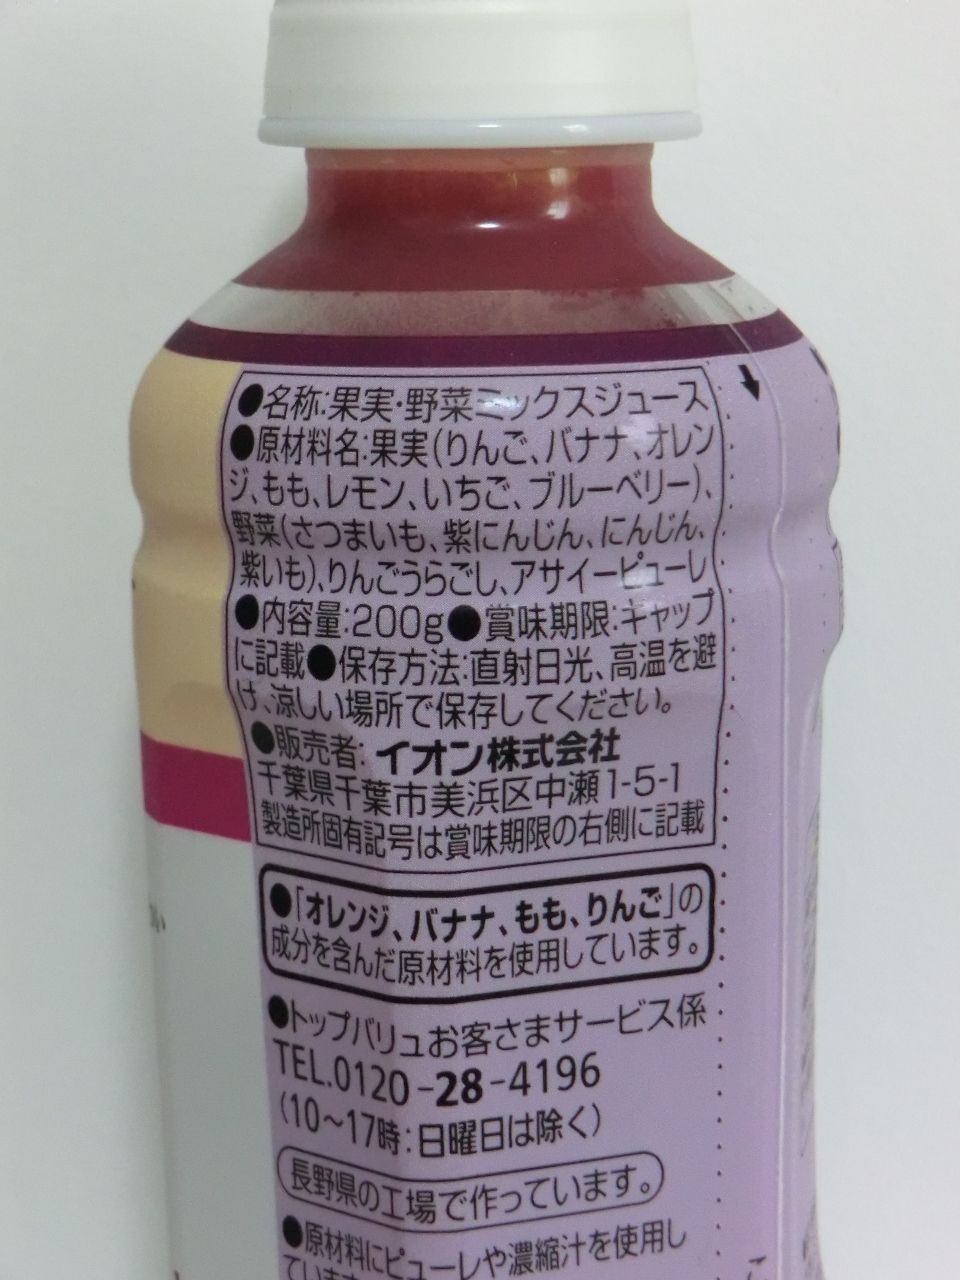 ●名称:果実・野菜ミックスジュース
●原材料名:果実(りんご、バナナ、オレン
ジ、もも、レモン、いちご、ブルーベリー)、
野菜(さつまいも、紫にんじん、にんじん、
紫いも)、りんごうらごし、アサイーピューレ
●内容量:200g●賞味期限:キャップ
に記載●保存方法:直射日光、高温を避
け、涼しい場所で保存してください。
●販売者:イオン株式会社
千葉県千葉市美浜区中瀬1-5-1
製造所固有記号は賞味期限の右側に記載
●「オレンジ、バナナ、もも、りんご」の
成分を含んだ原材料を使用しています。
●トップバリュお客さまサービス係
TEL.0120-28-4196
(10~17時:日曜日は除く)
長野県の工場で作っています。
●原材料にピューレや濃縮汁を使用し
ています